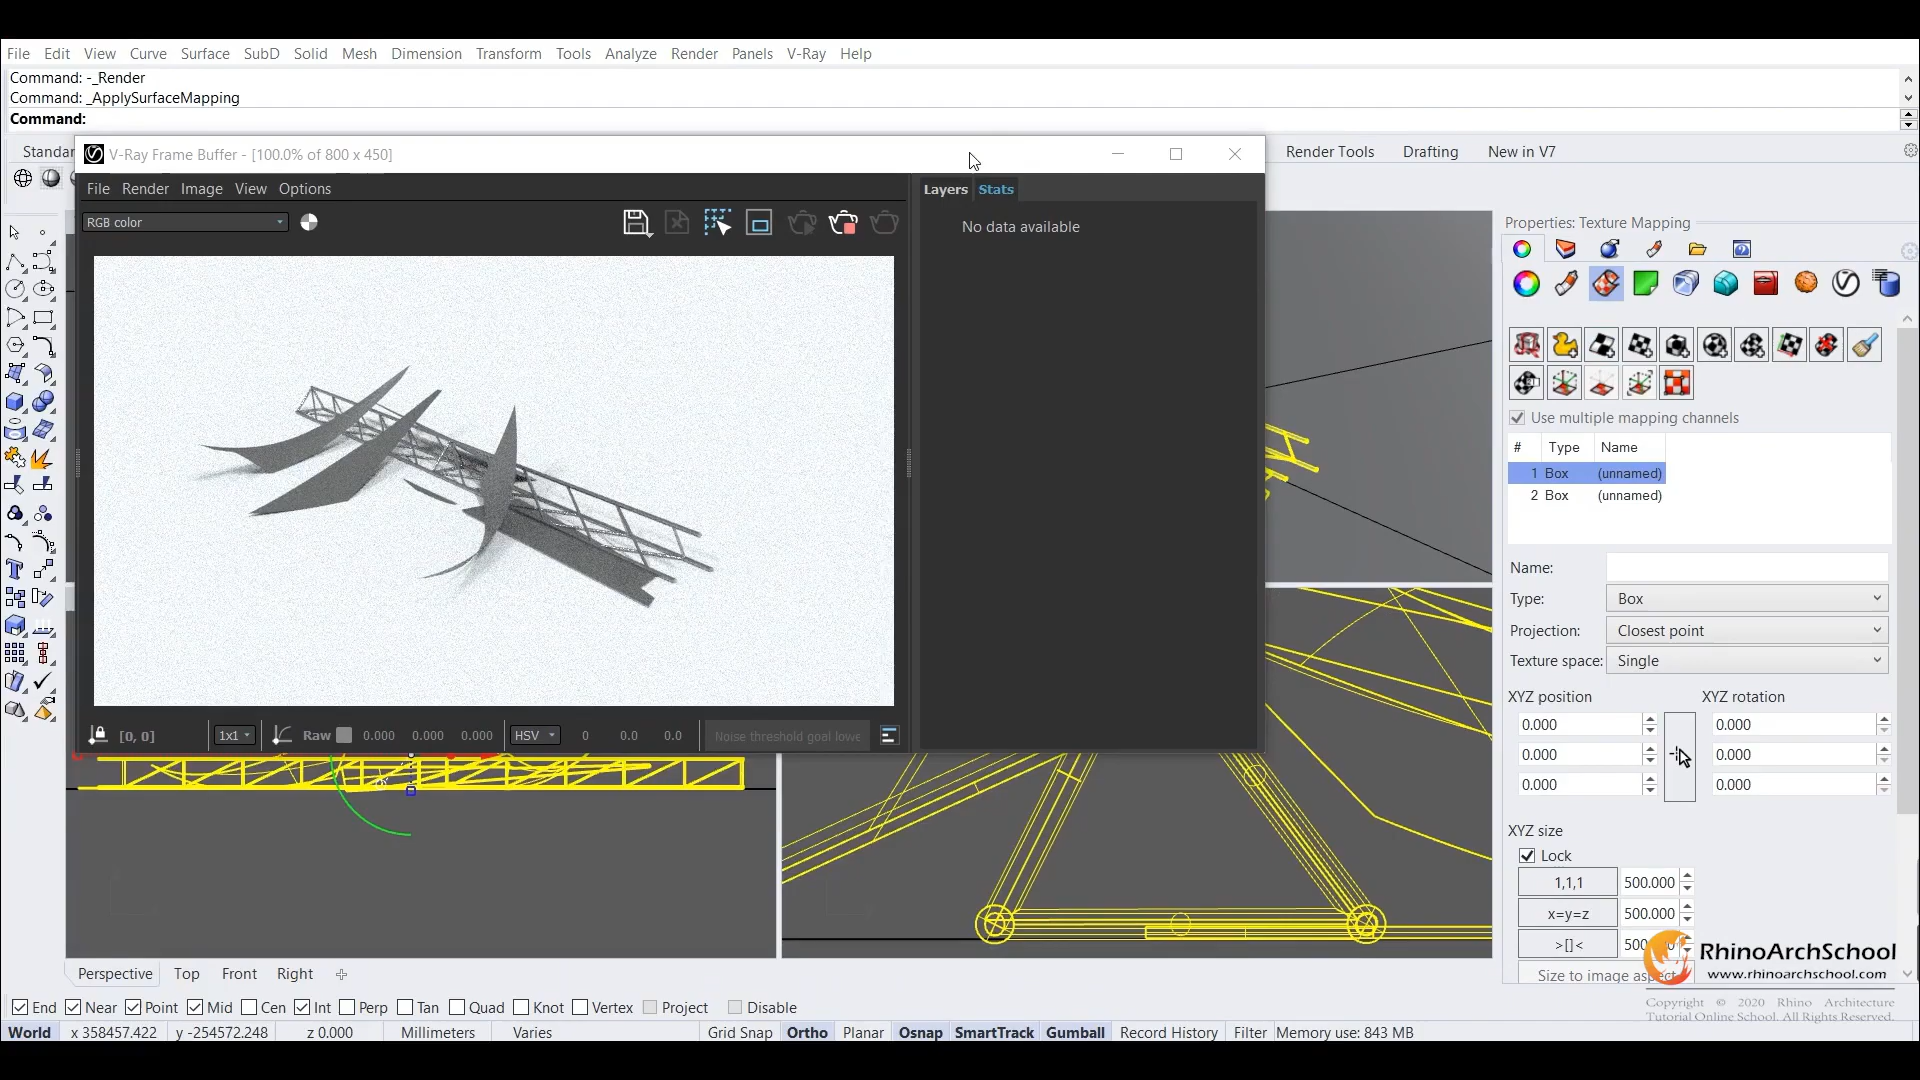 File Edit View Curve Surface SubD Solid Mesh Dimension Transform Tools Analyze Render Panels V-Ray Help
Command: -_Render
Command: _ApplySurfaceMapping
Command:
Standar
V-Ray Frame Buffer - [100.0% of 800 x 450]
Render Tools Drafting New in V7
File Render Image View Options
Layers Stats
RGB color
No data available
Properties: Texture Mapping
Use multiple mapping channels
# Type Name
1 Box (unnamed)
2 Box (unnamed)
Name:
Type: Box
Projection: Closest point
Texture space: Single
XYZ position XYZ rotation
0.000 0.000
0.000 0.000
0.000 0.000
[0, 0] 1x1 Raw 0.000 0.000 0.000 HSV 0 0.0 0.0 Noise threshold goal lowe
XYZ size
Lock
1,1,1 500.000
x=y=z 500.000
>[]< 500
Size to image aspect
RhinoArchSchool
www.rhinoarchschool.com
Copyright © 2020 Rhino Architecture
Tutorial Online School. All Rights Reserved.
Perspective Top Front Right
End Near Point Mid Cen Int Perp Tan Quad Knot Vertex Project Disable
World x 358457.422 y -254572.248 z 0.000 Millimeters Varies Grid Snap Ortho Planar Osnap SmartTrack Gumball Record History Filter Memory use: 843 MB